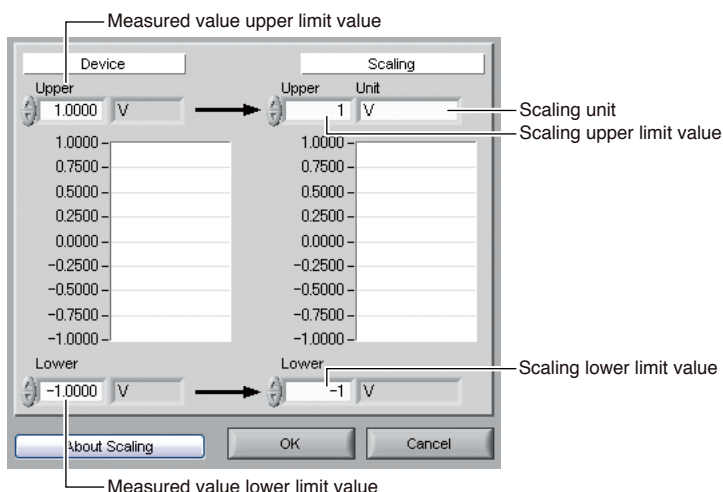 Measured value upper limit value
Device
Scaling
Upper
Upper Unit
1.0000 V
1 V
Scaling unit
Scaling upper limit value
1.0000
0.7500
0.5000
0.2500
0.0000
-0.2500
-0.5000
-0.7500
-1.0000
1.0000
0.7500
0.5000
0.2500
0.0000
-0.2500
-0.5000
-0.7500
-1.0000
Lower
Lower
-1.0000 V
-1 V
Scaling lower limit value
About Scaling
OK
Cancel
Measured value lower limit value